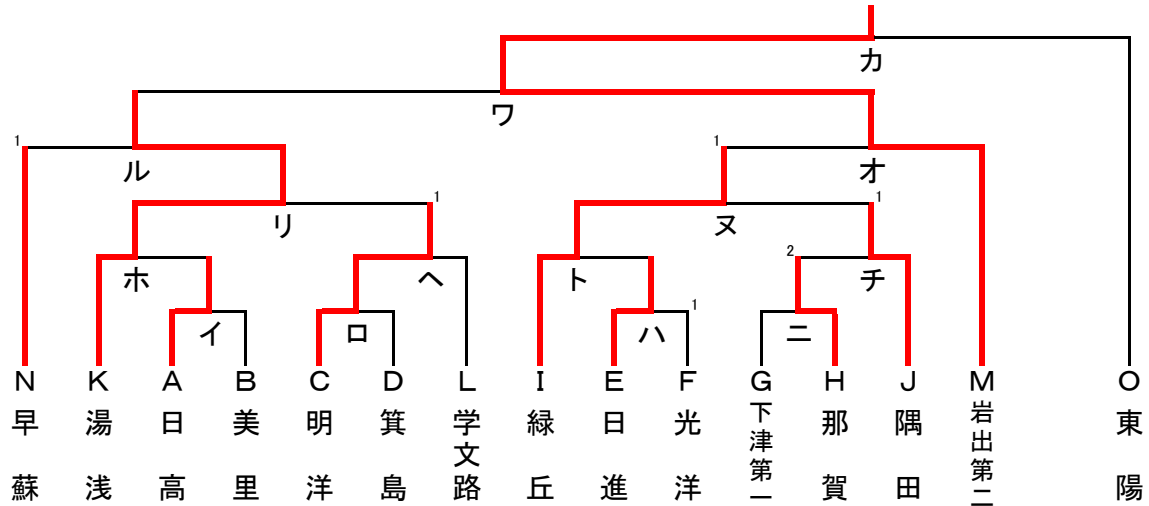 カ
ワ
1 ル 1 オ
リ 1 ヌ 1
ホ ヘ ト 2 チ
イ ロ ハ 1 ニ
N K A B C D L I E F G H J M O
早蘇 湯浅 日高 美里 明洋 箕島 学文路 緑丘 日進 光洋 下津第一 那賀 隅田 岩出第二 東陽